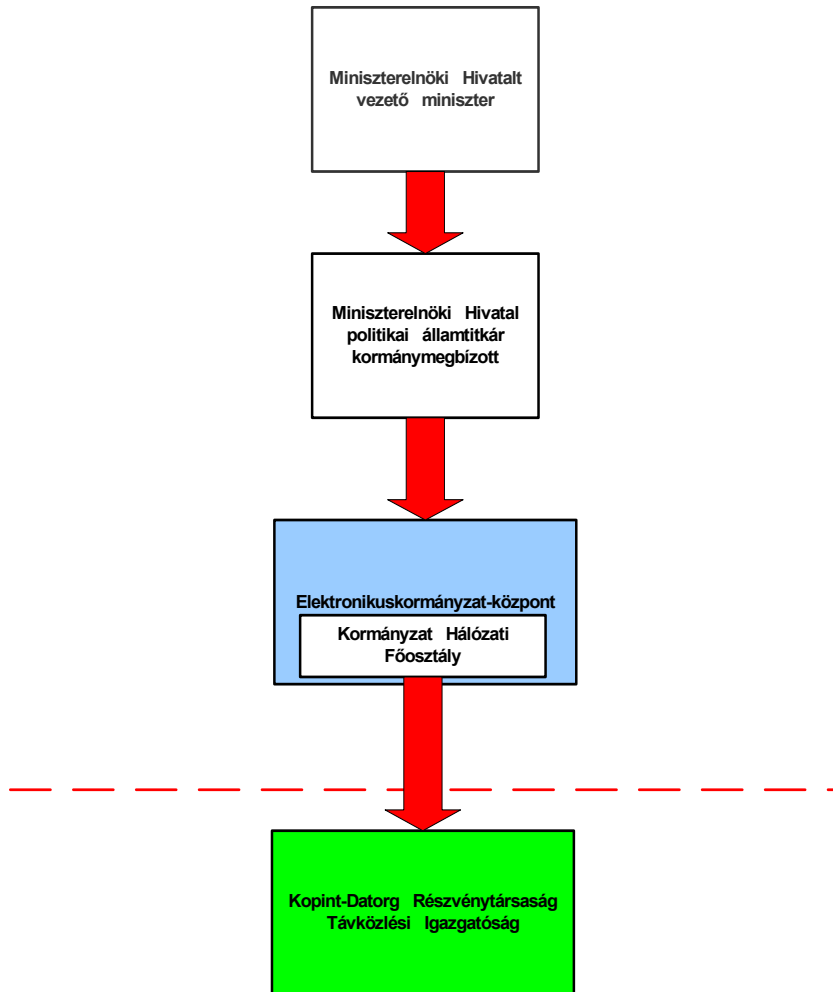 Miniszterelnöki Hivatalt
vezető miniszter
Miniszterelnöki Hivatal
politikai államtitkár
kormánymegbízott
Elektronikuskormányzat-központ
Kormányzat Hálózati
Főosztály
Kopint-Datorg Részvénytársaság
Távközlési Igazgatóság